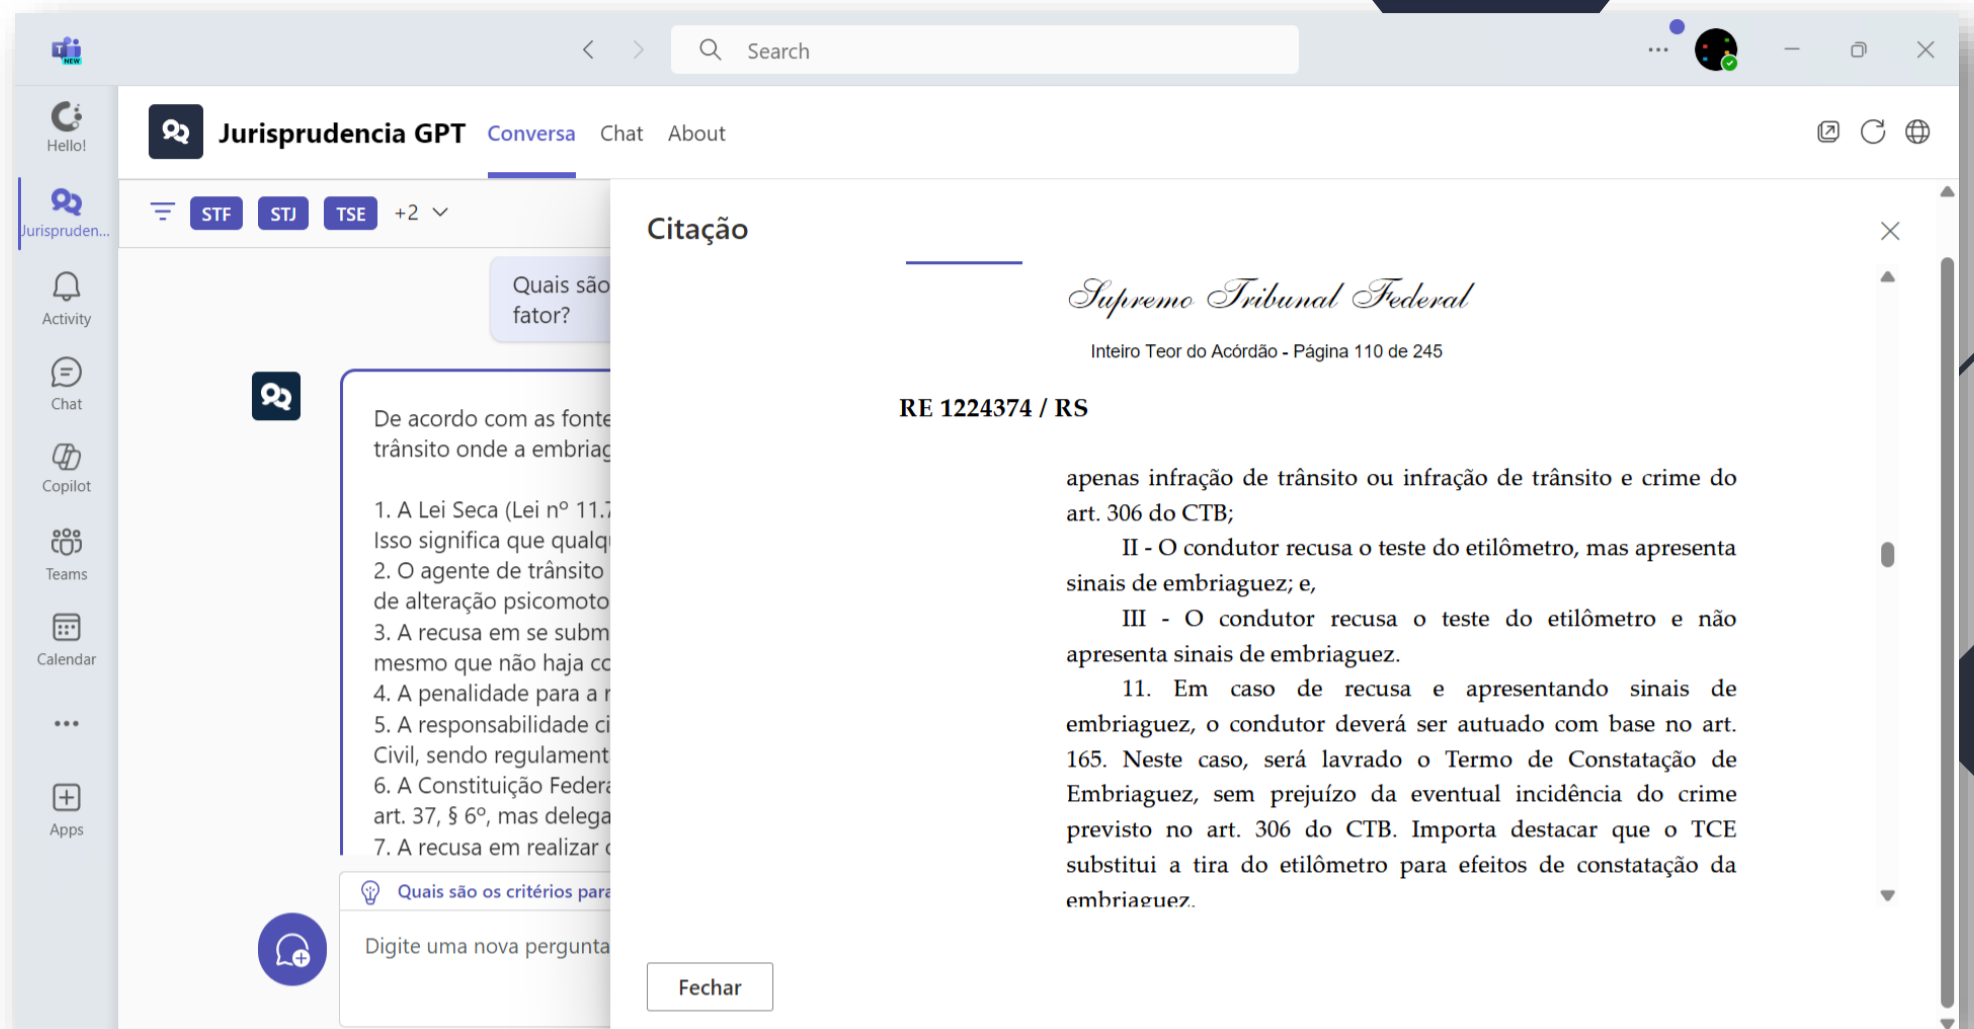 Search
NEW
Hello!
Jurispruden...
Activity
Chat
Copilot
Teams
Calendar
Apps
Jurisprudencia GPT Conversa Chat About
STF STJ TSE +2
Quais são
fator?
De acordo com as fonte
trânsito onde a embriag
1. A Lei Seca (Lei nº 11.7
Isso significa que qualqu
2. O agente de trânsito
de alteração psicomoto
3. A recusa em se subm
mesmo que não haja co
4. A penalidade para a r
5. A responsabilidade ci
Civil, sendo regulament
6. A Constituição Federa
art. 37, § 6º, mas delega
7. A recusa em realizar
Quais são os critérios para
Digite uma nova pergunta
Citação
Supremo Tribunal Federal
Inteiro Teor do Acórdão - Página 110 de 245
RE 1224374 / RS
apenas infração de trânsito ou infração de trânsito e crime do
art. 306 do CTB;
II - O condutor recusa o teste do etilômetro, mas apresenta
sinais de embriaguez; e,
III - O condutor recusa o teste do etilômetro e não
apresenta sinais de embriaguez.
11. Em caso de recusa e apresentando sinais de
embriaguez, o condutor deverá ser autuado com base no art.
165. Neste caso, será lavrado o Termo de Constatação de
Embriaguez, sem prejuízo da eventual incidência do crime
previsto no art. 306 do CTB. Importa destacar que o TCE
substitui a tira do etilômetro para efeitos de constatação da
embriaguez.
Fechar